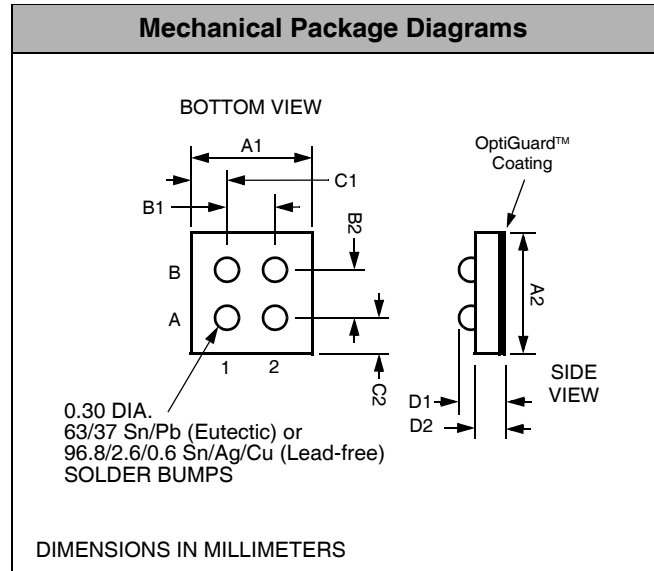 Mechanical Package Diagrams
BOTTOM VIEW
A1
C1
B1
B2
B
A
1 2
C2
OptiGuard™
Coating
A2
SIDE
VIEW
D1
D2
0.30 DIA.
63/37 Sn/Pb (Eutectic) or
96.8/2.6/0.6 Sn/Ag/Cu (Lead-free)
SOLDER BUMPS
DIMENSIONS IN MILLIMETERS